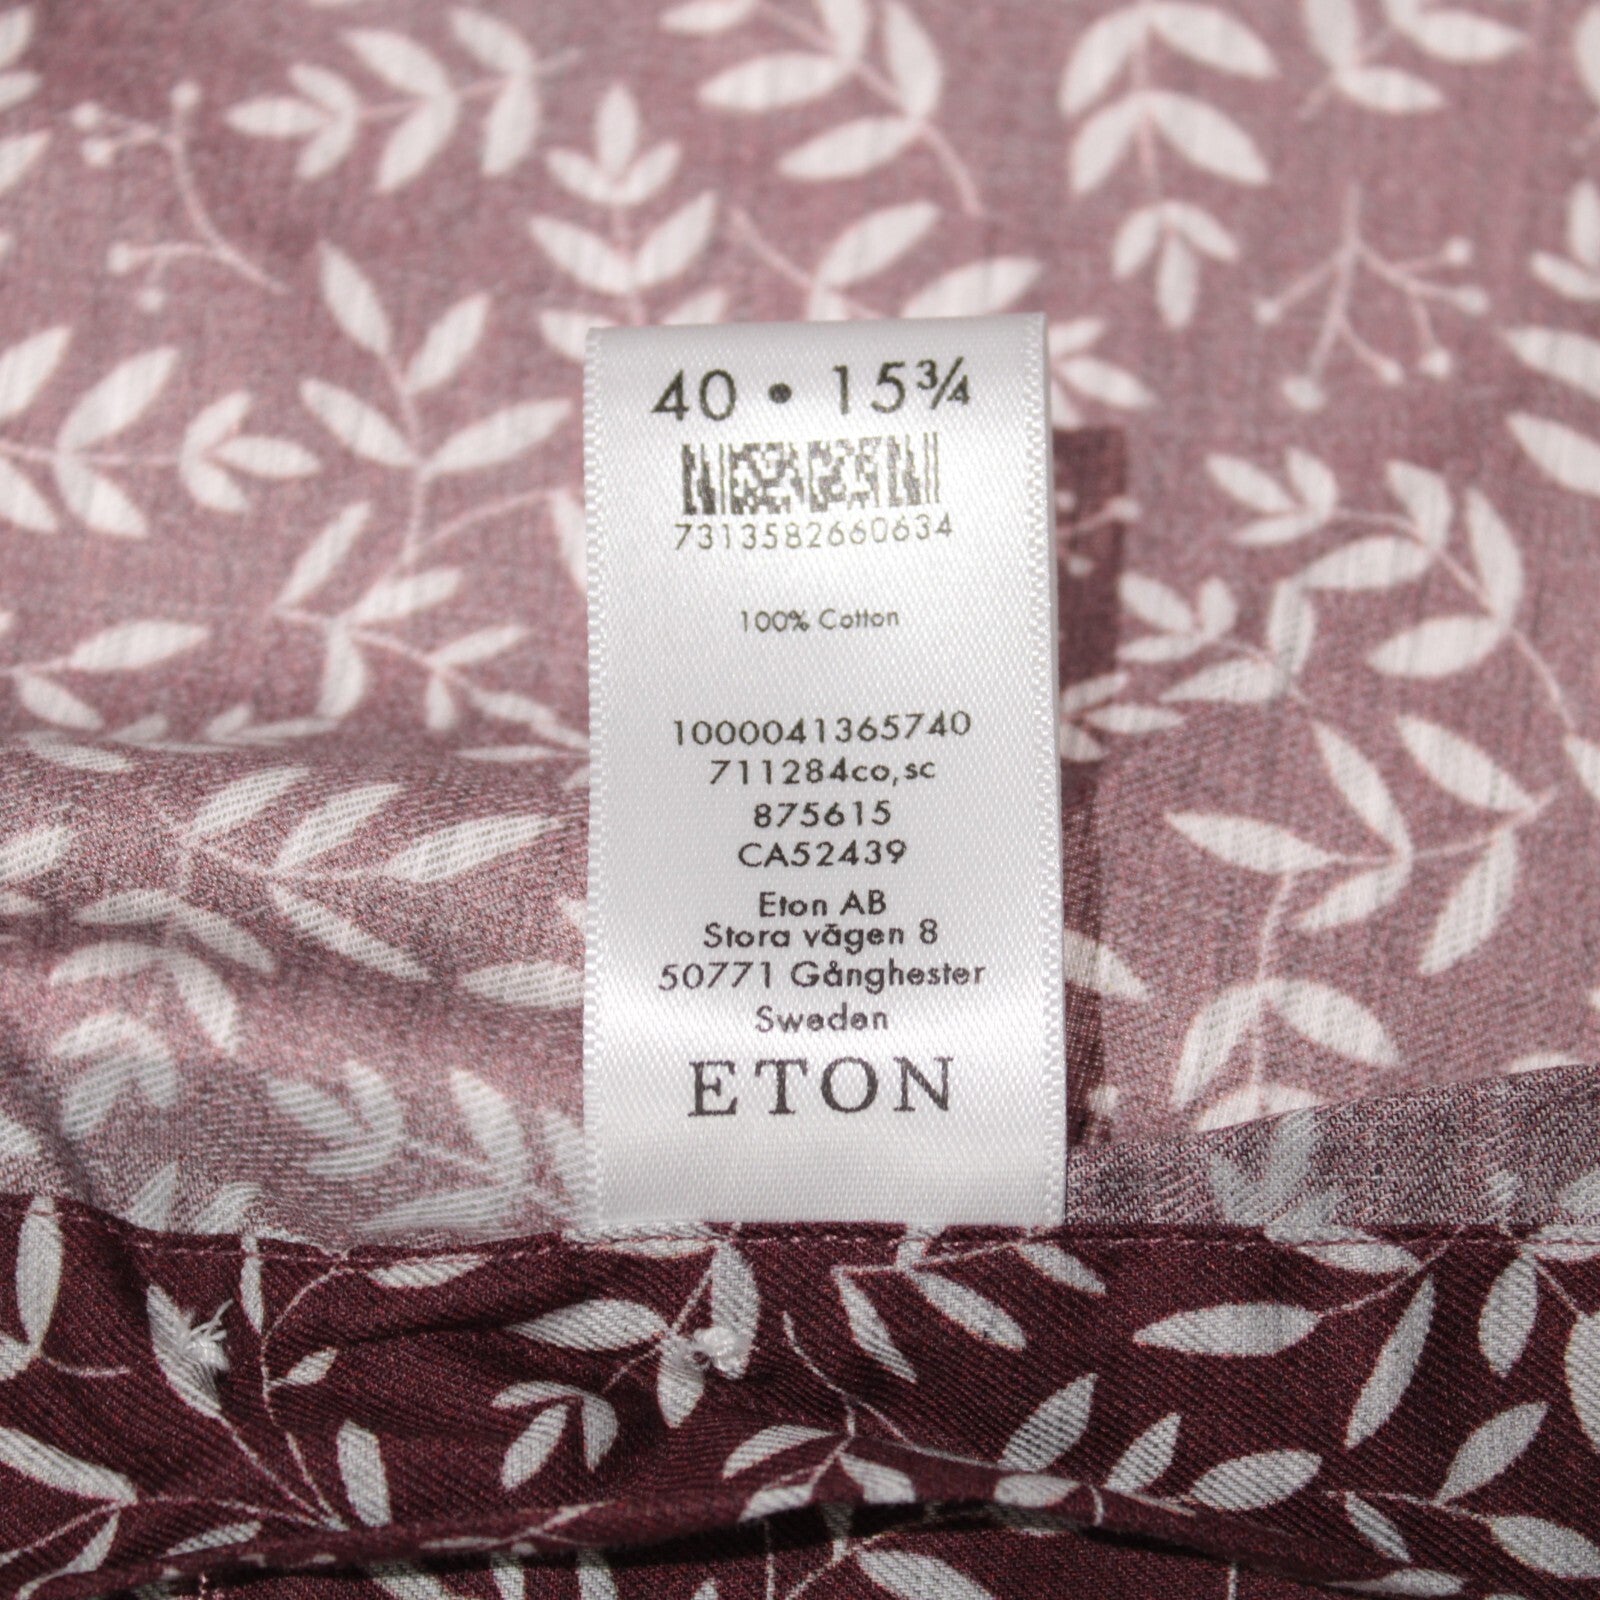 40 • 15¾
7313582660634
100% Cotton
1000041365740
711284co,sc
875615
CA52439
Eton AB
Stora vägen 8
50771 Gånghester
Sweden
ETON